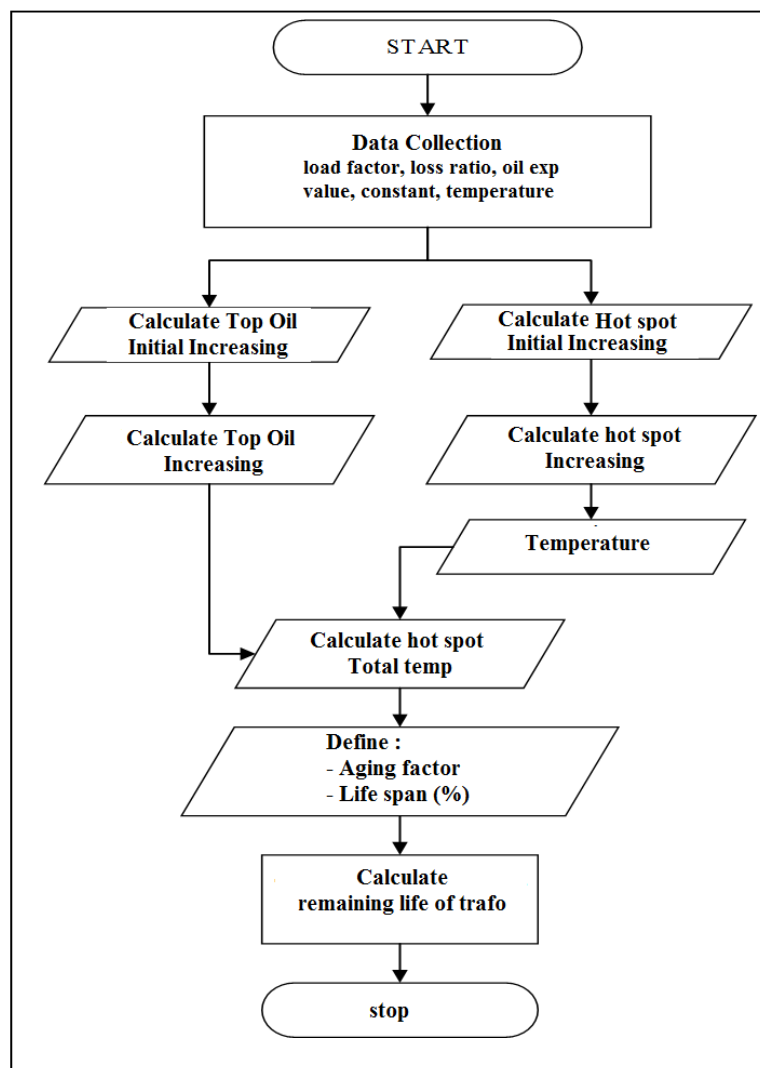 START
Data Collection
load factor, loss ratio, oil exp
value, constant, temperature
Calculate Top Oil
Initial Increasing
Calculate Hot spot
Initial Increasing
Calculate Top Oil
Increasing
Calculate hot spot
Increasing
Temperature
Calculate hot spot
Total temp
Define :
- Aging factor
- Life span (%)
Calculate
remaining life of trafo
stop